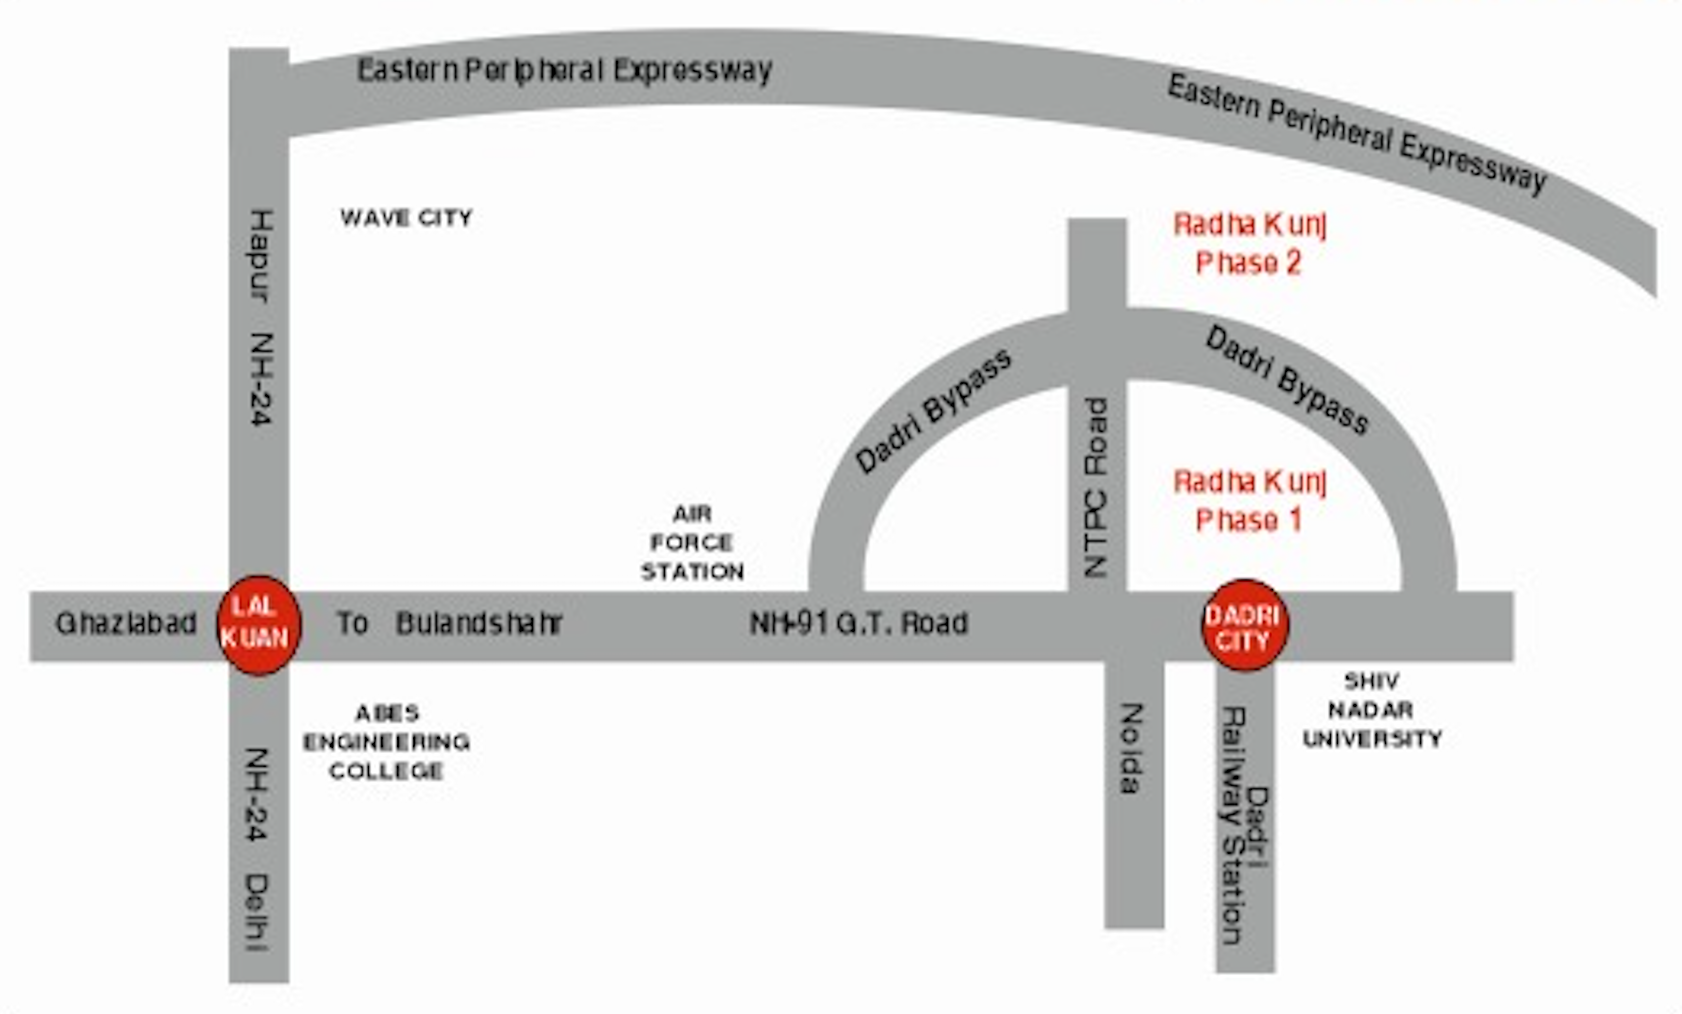 Eastern Peripheral Expressway
Eastern Peripheral Expressway
Hapur NH-24
WAVE CITY
Radha Kunj
Phase 2
Dadri Bypass
Dadri Bypass
NTPC Road
Radha Kunj
Phase 1
AIR
FORCE
STATION
Ghaziabad
LAL
KUAN
To Bulandshahr
NH-91 G.T. Road
DADRI
CITY
ABES
ENGINEERING
COLLEGE
NH-24 Delhi
Noida
Dadri
Railway Station
SHIV
NADAR
UNIVERSITY